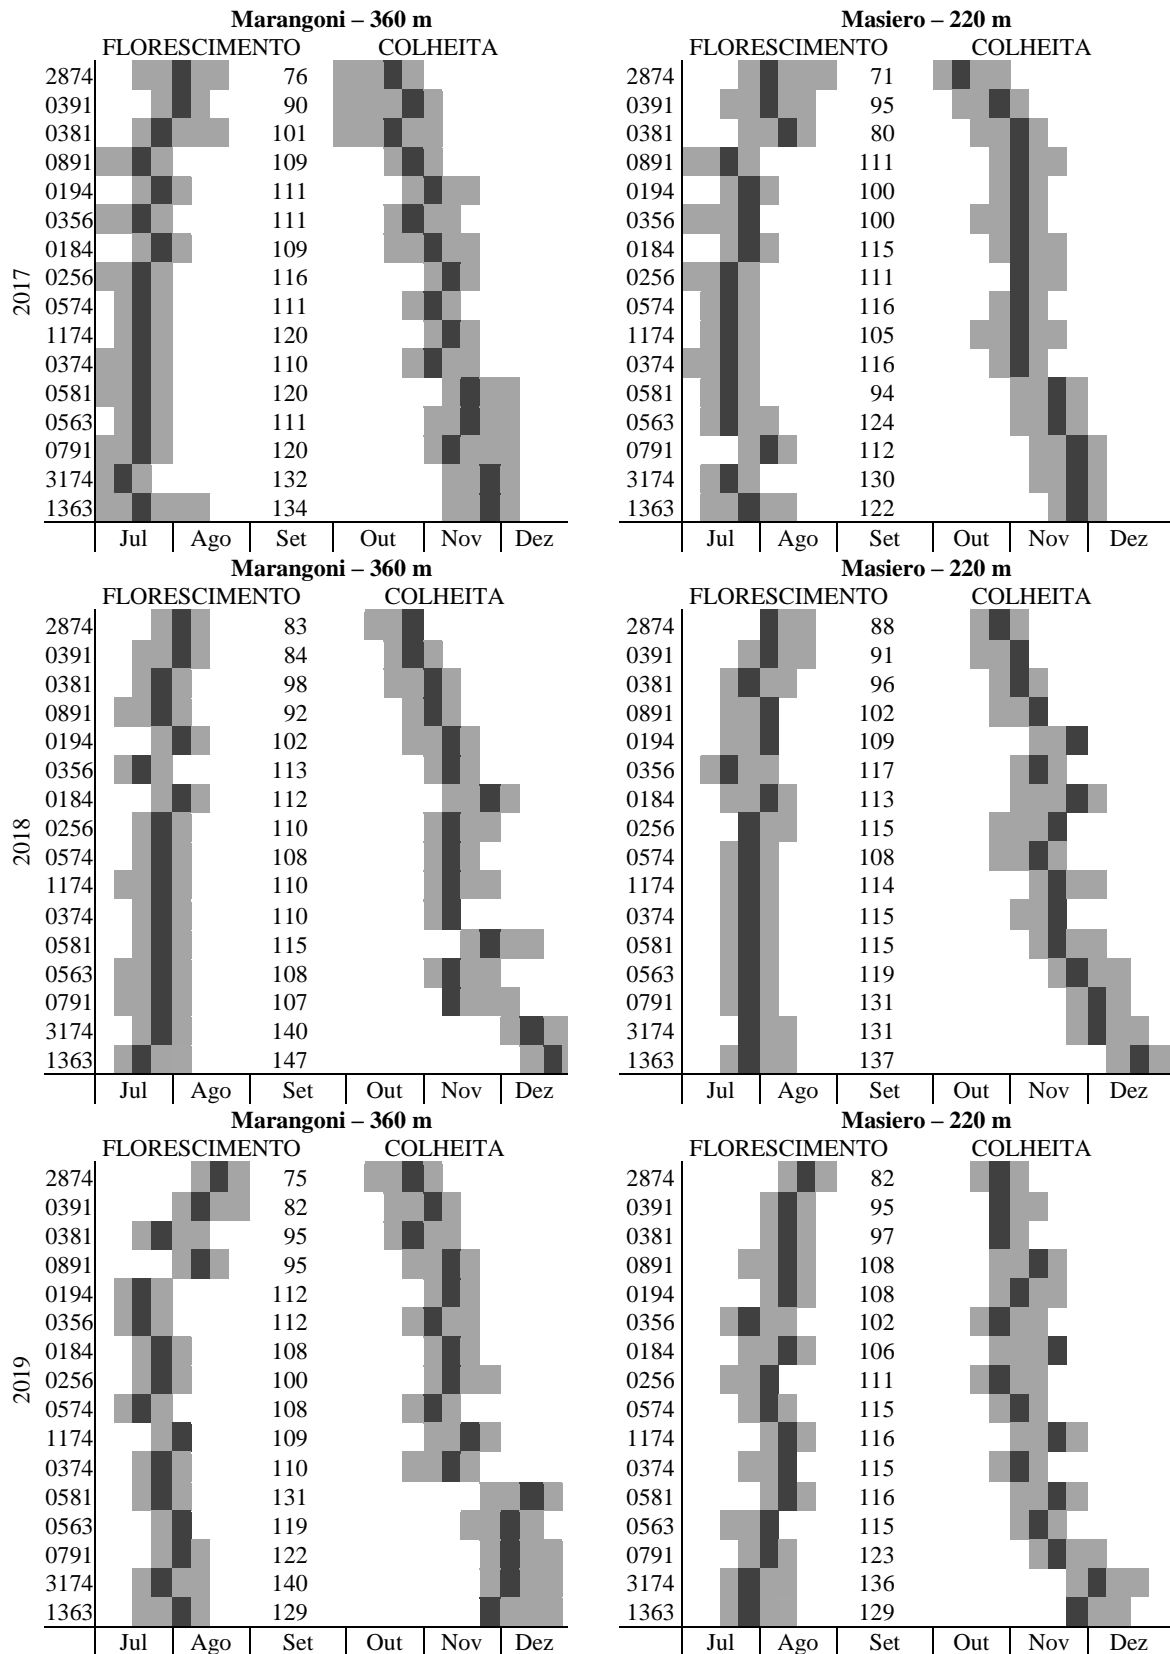 Marangoni – 360 m Masiero – 220 m
FLORESCIMENTO COLHEITA FLORESCIMENTO COLHEITA
2874 76 2874 71
0391 90 0391 95
0381 101 0381 80
0891 109 0891 111
0194 111 0194 100
0356 111 0356 100
0184 109 0184 115
2017
0256 116 0256 111
0574 111 0574 116
1174 120 1174 105
0374 110 0374 116
0581 120 0581 94
0563 111 0563 124
0791 120 0791 112
3174 132 3174 130
1363 134 1363 122
Jul Ago Set Out Nov Dez Jul Ago Set Out Nov Dez
Marangoni – 360 m Masiero – 220 m
FLORESCIMENTO COLHEITA FLORESCIMENTO COLHEITA
2874 83 2874 88
0391 84 0391 91
0381 98 0381 96
0891 92 0891 102
0194 102 0194 109
0356 113 0356 117
0184 112 0184 113
2018
0256 110 0256 115
0574 108 0574 108
1174 110 1174 114
0374 110 0374 115
0581 115 0581 115
0563 108 0563 119
0791 107 0791 131
3174 140 3174 131
1363 147 1363 137
Jul Ago Set Out Nov Dez Jul Ago Set Out Nov Dez
Marangoni – 360 m Masiero – 220 m
FLORESCIMENTO COLHEITA FLORESCIMENTO COLHEITA
2874 75 2874 82
0391 82 0391 95
0381 95 0381 97
0891 95 0891 108
0194 112 0194 108
0356 112 0356 102
0184 108 0184 106
2019
0256 100 0256 111
0574 108 0574 115
1174 109 1174 116
0374 110 0374 115
0581 131 0581 116
0563 119 0563 115
0791 122 0791 123
3174 140 3174 136
1363 129 1363 129
Jul Ago Set Out Nov Dez Jul Ago Set Out Nov Dez